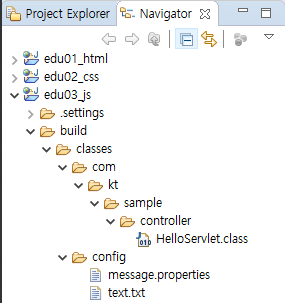 Project Explorer
Navigator
edu01_html
edu02_css
edu03_js
.settings
build
classes
com
kt
sample
controller
HelloServlet.class
config
message.properties
text.txt